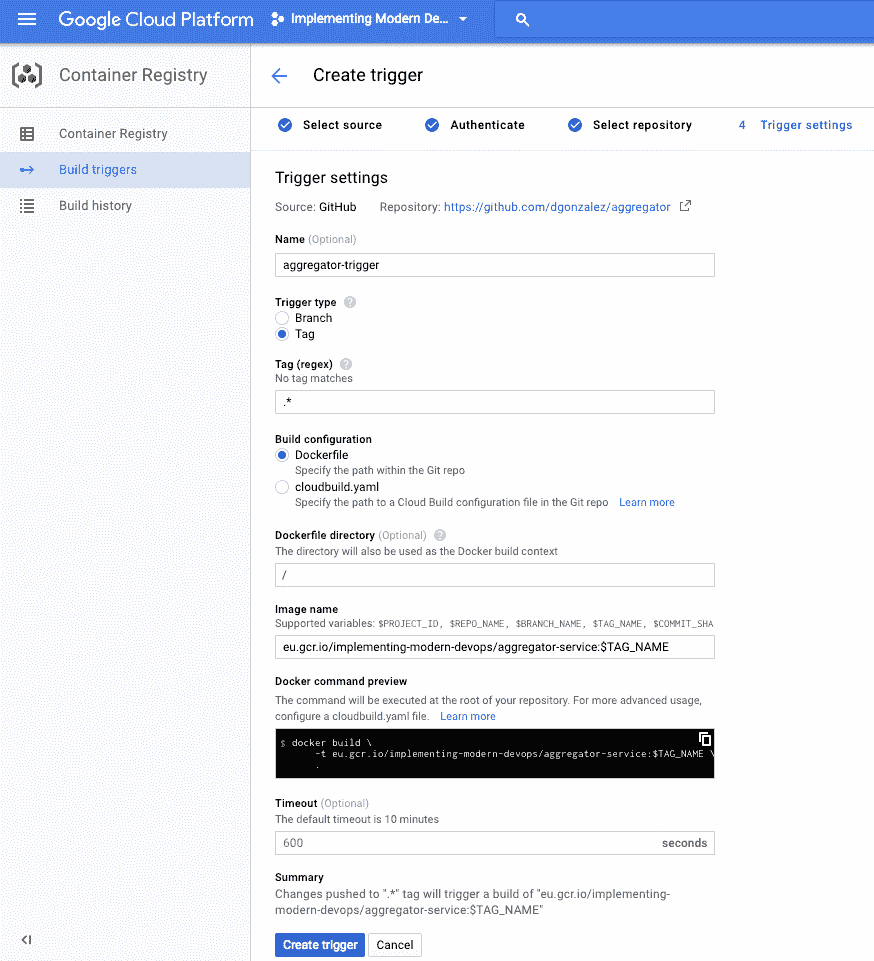 Google Cloud Platform
Implementing Modern De...
Container Registry
Create trigger
Container Registry
Build triggers
Build history
Select source
Authenticate
Select repository
4 Trigger settings
Trigger settings
Source: GitHub Repository: https://github.com/dgonzalez/aggregator
Name (Optional)
aggregator-trigger
Trigger type ?
Branch
Tag
Tag (regex) ?
No tag matches
.*
Build configuration
Dockerfile
Specify the path within the Git repo
cloudbuild.yaml
Specify the path to a Cloud Build configuration file in the Git repo Learn more
Dockerfile directory (Optional) ?
The directory will also be used as the Docker build context
/
Image name
Supported variables: $PROJECT_ID, $REPO_NAME, $BRANCH_NAME, $TAG_NAME, $COMMIT_SHA
eu.gcr.io/implementing-modern-devops/aggregator-service:$TAG_NAME
Docker command preview
The command will be executed at the root of your repository. For more advanced usage,
configure a cloudbuild.yaml file. Learn more
$ docker build \
-t eu.gcr.io/implementing-modern-devops/aggregator-service:$TAG_NAME \
.
Timeout (Optional)
The default timeout is 10 minutes
600 seconds
Summary
Changes pushed to ".*" tag will trigger a build of "eu.gcr.io/implementing-
modern-devops/aggregator-service:$TAG_NAME"
Create trigger
Cancel